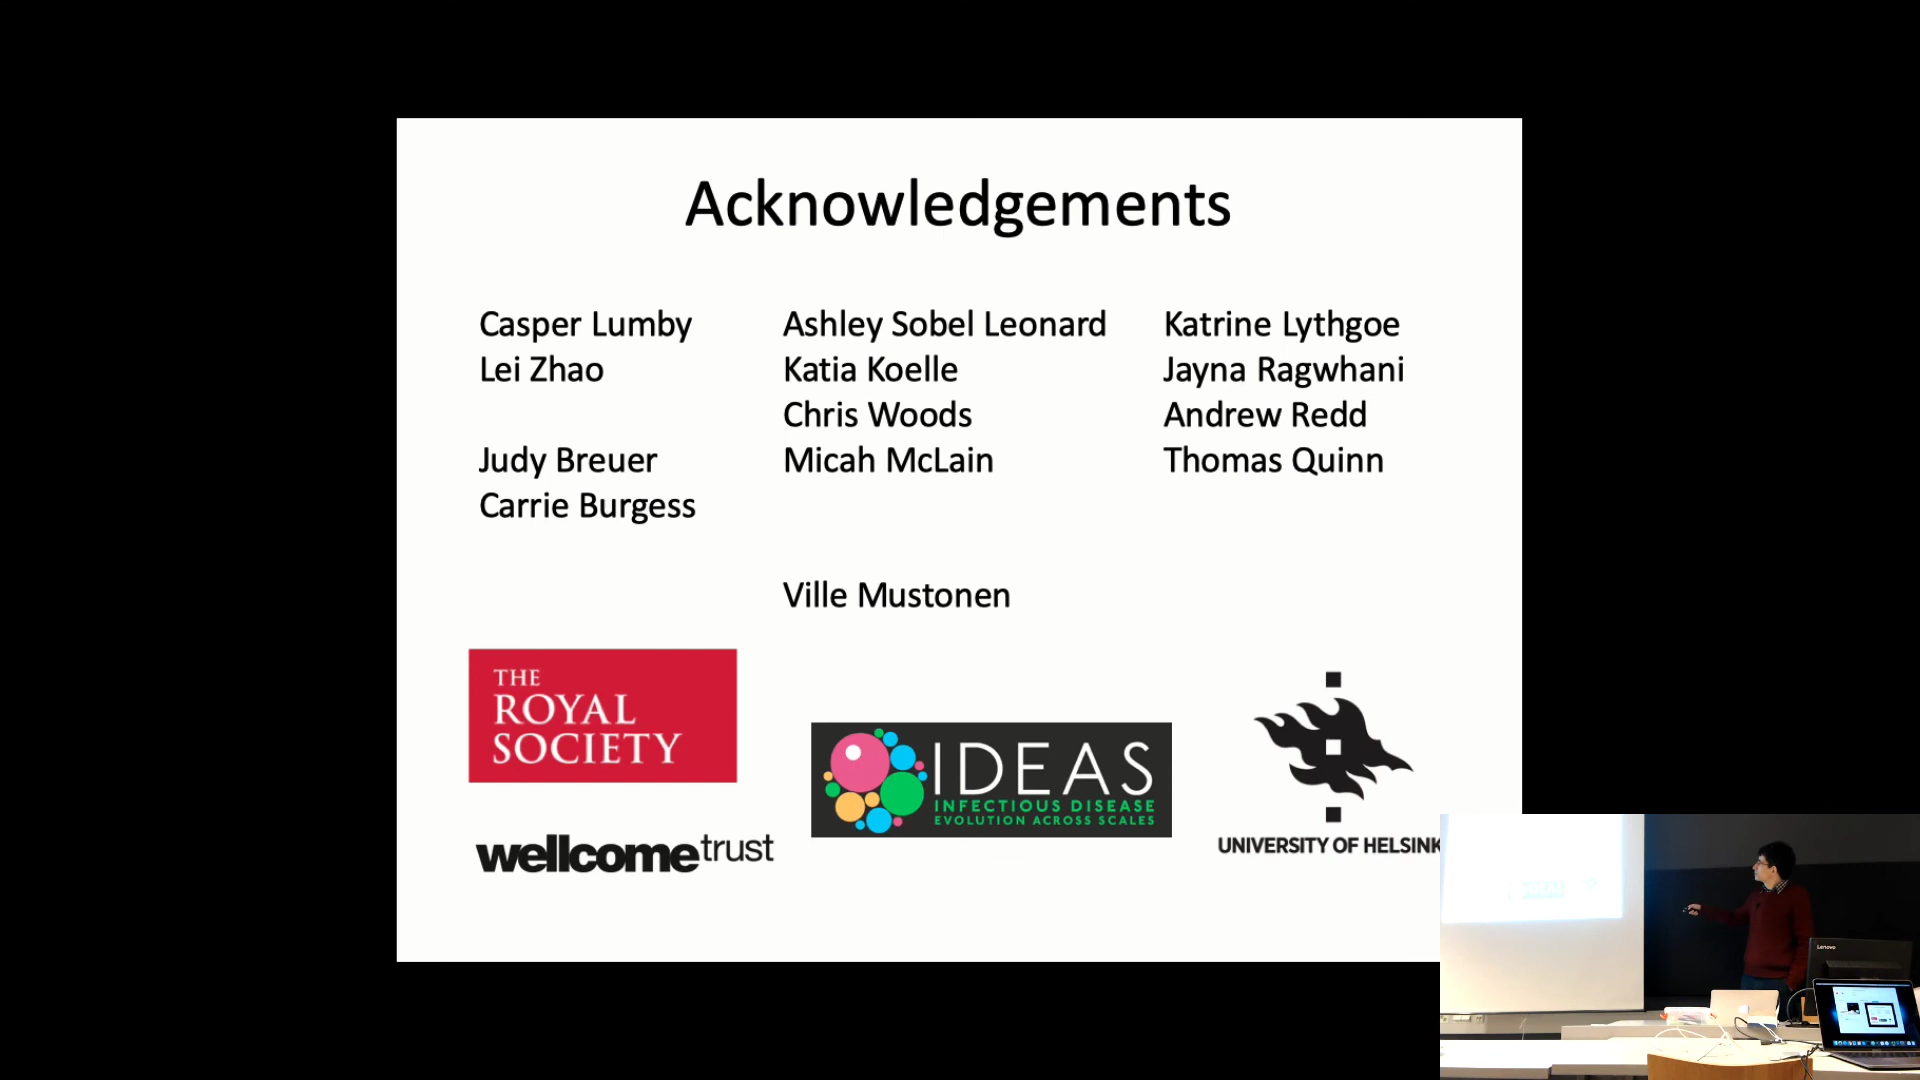 Acknowledgements
Casper Lumby
Lei Zhao
Judy Breuer
Carrie Burgess
Ashley Sobel Leonard
Katia Koelle
Chris Woods
Micah McLain
Ville Mustonen
Katrine Lythgoe
Jayna Ragwhani
Andrew Redd
Thomas Quinn
THE
ROYAL
SOCIETY
wellcometrust
IDEAS
INFECTIOUS DISEASE
EVOLUTION ACROSS SCALES
UNIVERSITY OF HELSINK
Lenovo